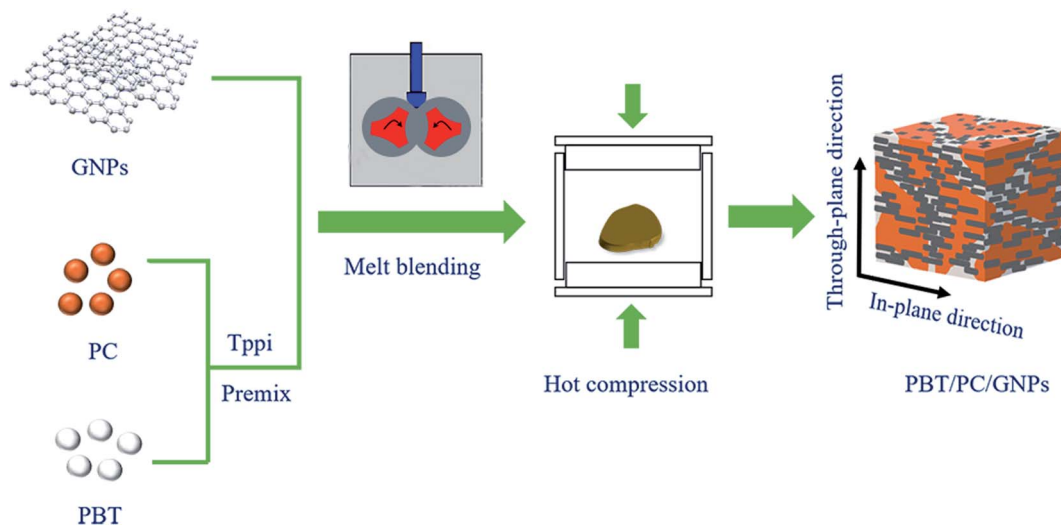 GNPs
PC
PBT
Tppi
Premix
Melt blending
Hot compression
Through-plane direction
In-plane direction
PBT/PC/GNPs